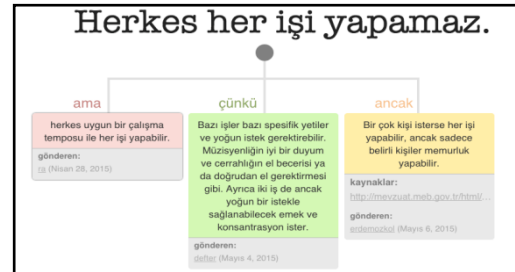 Herkes her işi yapamaz.
ama
herkes uygun bir çalışma
temposu ile her işi yapabilir.
gönderen:
ra (Nisan 28, 2015)
çünkü
Bazı işler bazı spesifik yetiler
ve yoğun istek gerektirebilir.
Müzisyenliğin iyi bir duyum
ve cerrahlığın el becerisi ya
da doğrudan el gerektirmesi
gibi. Ayrıca iki iş de ancak
yoğun bir istekle
sağlanabilecek emek ve
konsantrasyon ister.
gönderen:
defter (Mayıs 4, 2015)
ancak
Bir çok kişi isterse her işi
yapabilir, ancak sadece
belirli kişiler memurluk
yapabilir.
kaynaklar:
http://mevzuat.meb.gov.tr/html/...
gönderen:
erdemozkol (Mayıs 6, 2015)